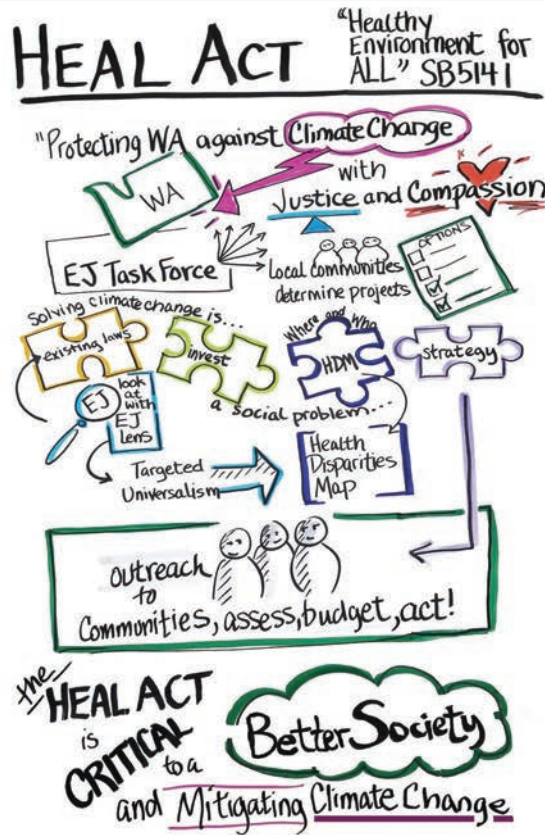 HEAL ACT
"Healthy
Environment for
ALL" SB5141
"Protecting WA against Climate Change
with
Justice and Compassion
WA
EJ Task Force
Local communities
determine projects
OPTIONS
Solving climate change is...
existing laws
invest
Where and Who
HDM
strategy
EJ
look
at
with
EJ
Lens
a social problem...
Targeted
Universalism
Health
Disparities
Map
Outreach
to
Communities, assess, budget, act!
the
HEAL ACT
is
CRITICAL
to a
Better Society
and Mitigating Climate Change